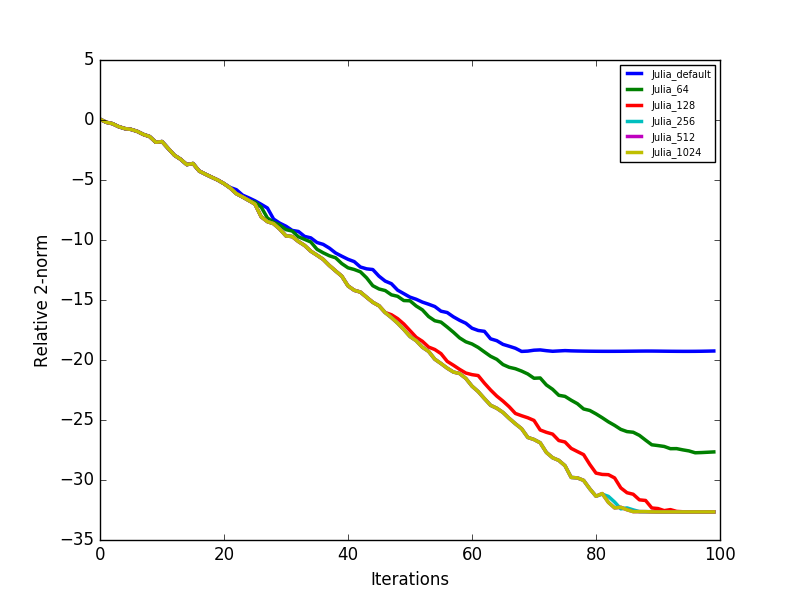 5
0
−5
−10
−15
−20
−25
−30
−35
Relative 2-norm
0 20 40 60 80 100
Iterations
Julia_default
Julia_64
Julia_128
Julia_256
Julia_512
Julia_1024